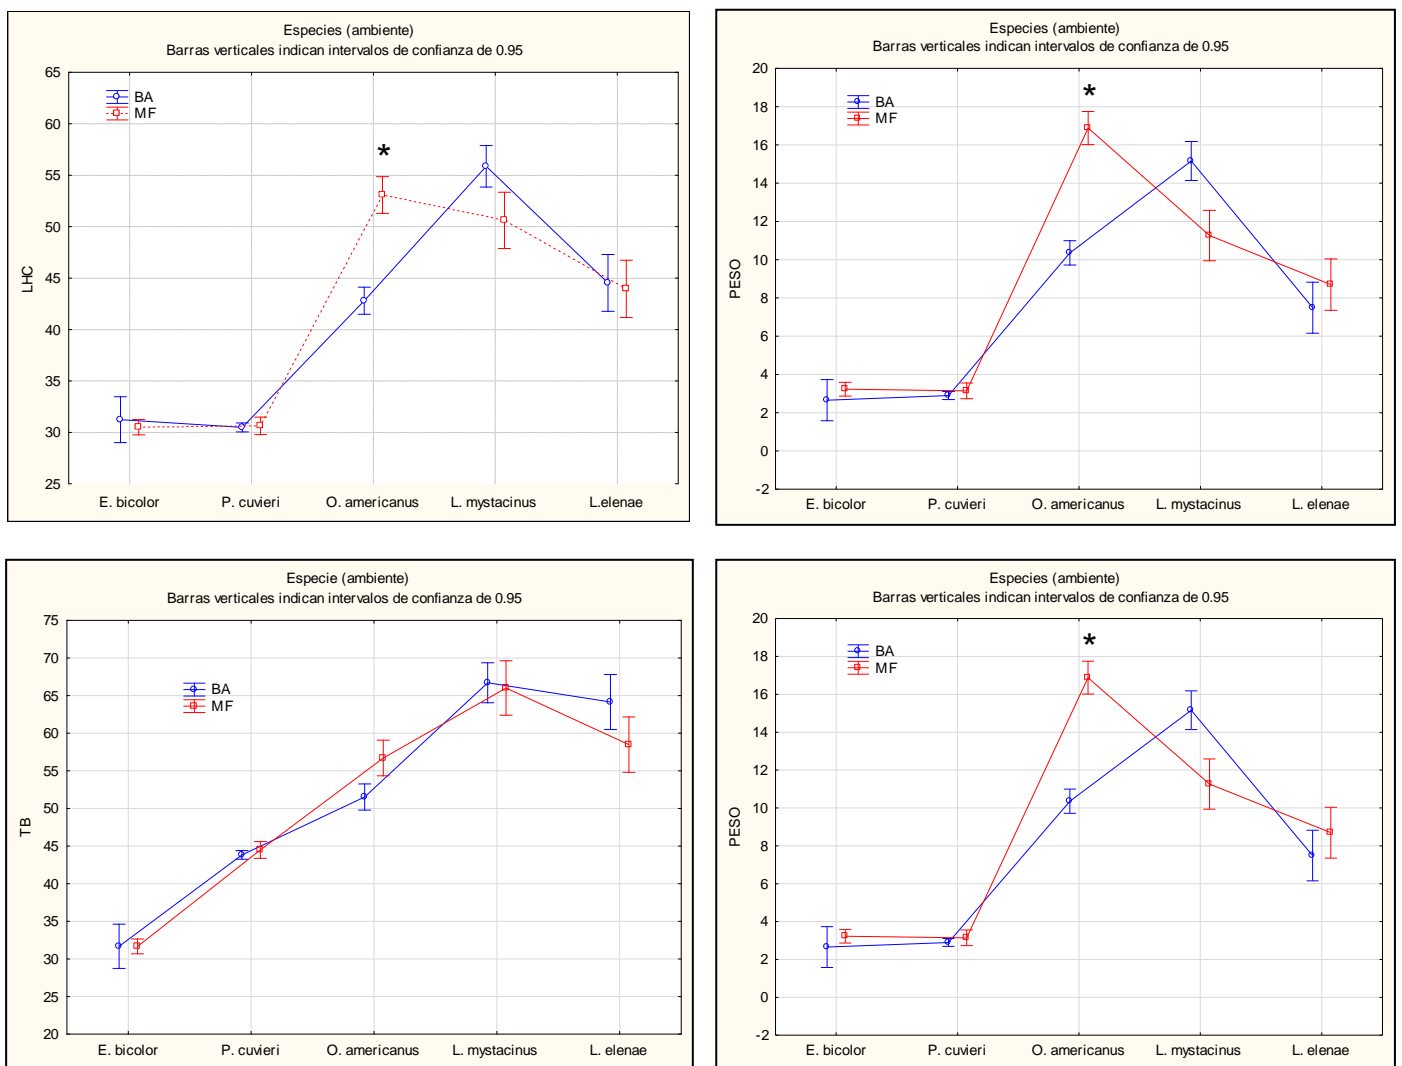 Especies (ambiente)
Barras verticales indican intervalos de confianza de 0.95
65
60
55
50
45
40
35
30
25
LHC
BA
MF
*
E. bicolor
P. cuvieri
O. americanus
L. mystacinus
L.elenae
Especies (ambiente)
Barras verticales indican intervalos de confianza de 0.95
20
18
16
14
12
10
8
6
4
2
0
-2
PESO
BA
MF
*
E. bicolor
P. cuvieri
O. americanus
L. mystacinus
L. elenae
Especie (ambiente)
Barras verticales indican intervalos de confianza de 0.95
75
70
65
60
55
50
45
40
35
30
25
20
TB
BA
MF
E. bicolor
P. cuvieri
O. americanus
L. mystacinus
L. elenae
Especies (ambiente)
Barras verticales indican intervalos de confianza de 0.95
20
18
16
14
12
10
8
6
4
2
0
-2
PESO
BA
MF
*
E. bicolor
P. cuvieri
O. americanus
L. mystacinus
L. elenae